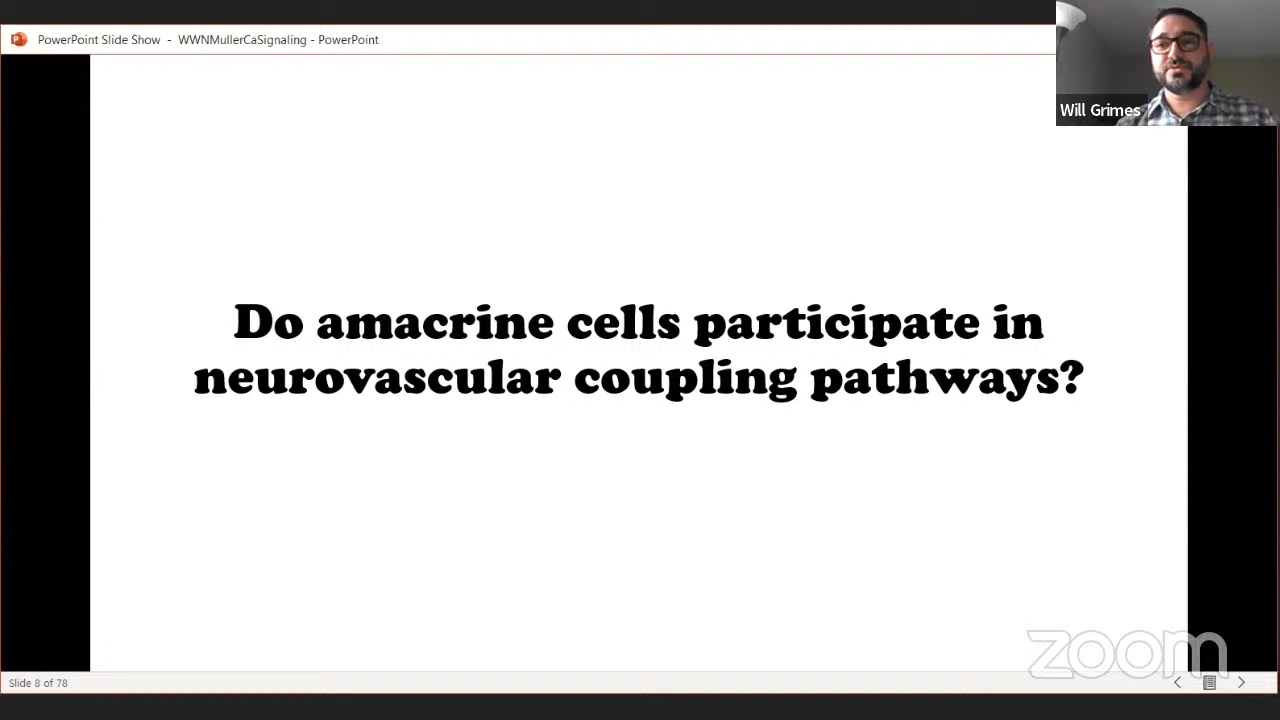 PowerPoint Slide Show - WWNMullerCaSignaling - PowerPoint
Will Grimes
Do amacrine cells participate in
neurovascular coupling pathways?
zoom
Slide 8 of 78